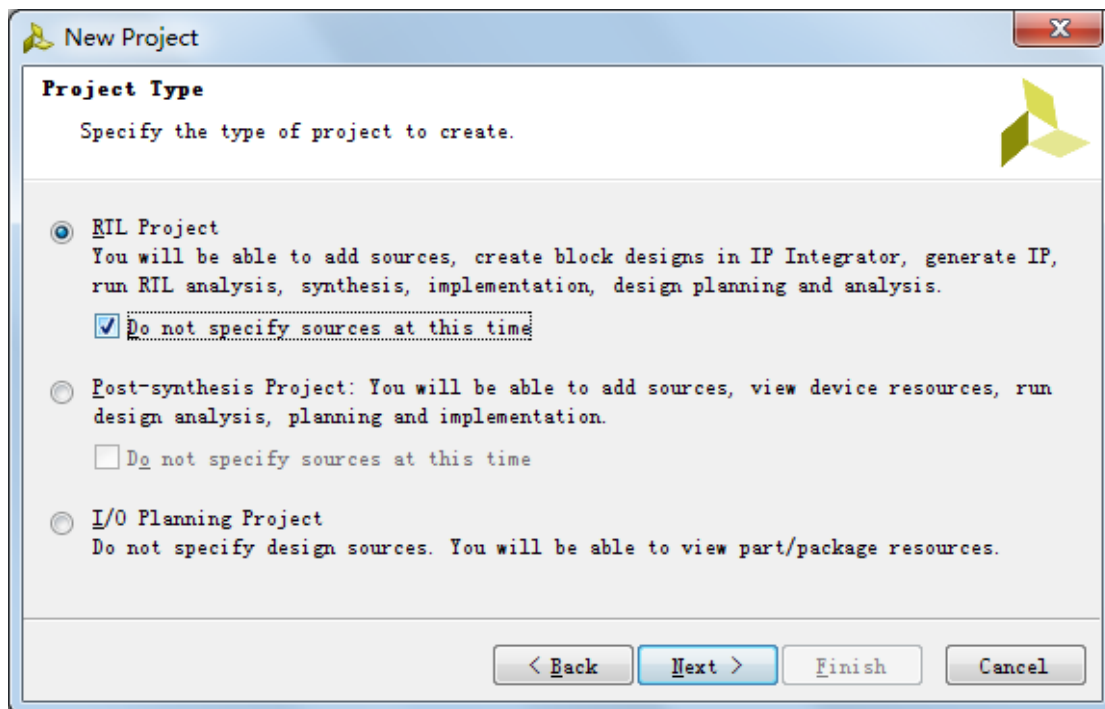 New Project
Project Type
Specify the type of project to create.
RTL Project
You will be able to add sources, create block designs in IP Integrator, generate IP,
run RTL analysis, synthesis, implementation, design planning and analysis.
Do not specify sources at this time
Post-synthesis Project: You will be able to add sources, view device resources, run
design analysis, planning and implementation.
Do not specify sources at this time
I/O Planning Project
Do not specify design sources. You will be able to view part/package resources.
< Back Next > Finish Cancel